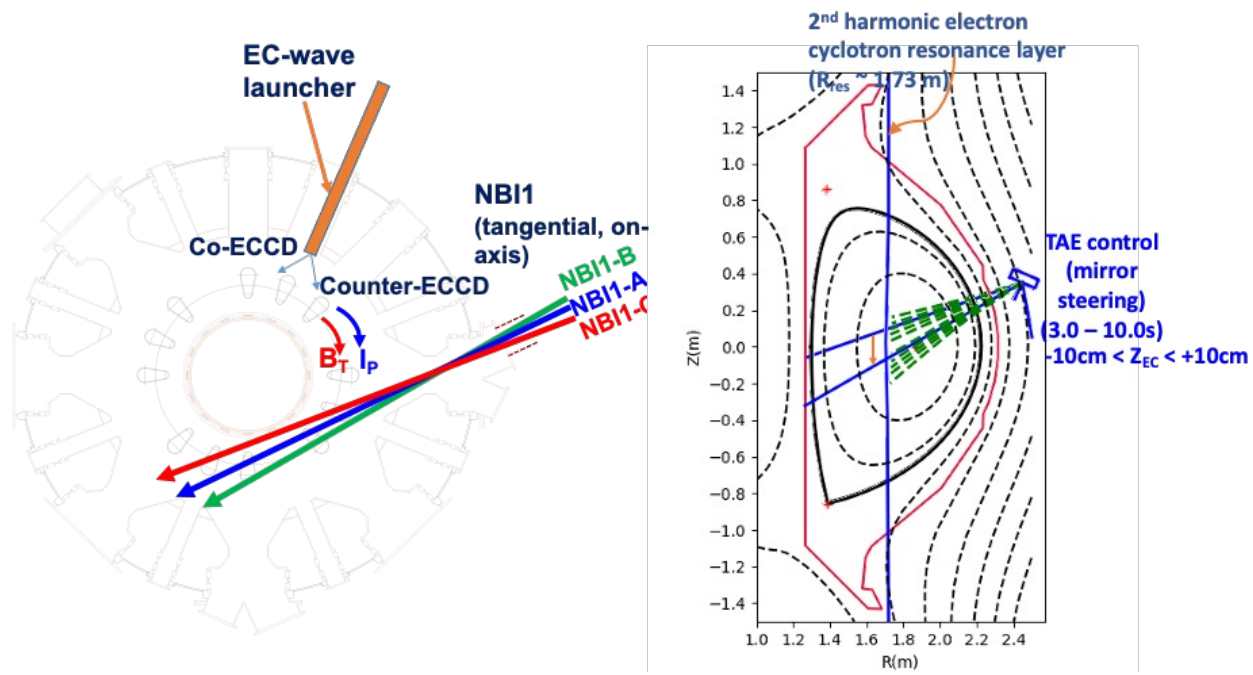 EC-wave
launcher
Co-ECCD
Counter-ECCD
B_T
I_P
NBI1
(tangential, on-
axis)
NBI1-B
NBI1-A
NBI1-C
2nd harmonic electron
cyclotron resonance layer
(R_res ~ 1.73 m)
1.4
1.2
1.0
0.8
0.6
0.4
0.2
0.0
−0.2
−0.4
−0.6
−0.8
−1.0
−1.2
−1.4
Z(m)
1.0 1.2 1.4 1.6 1.8 2.0 2.2 2.4
R(m)
TAE control
(mirror
steering)
(3.0 – 10.0s)
-10cm < Z_EC < +10cm